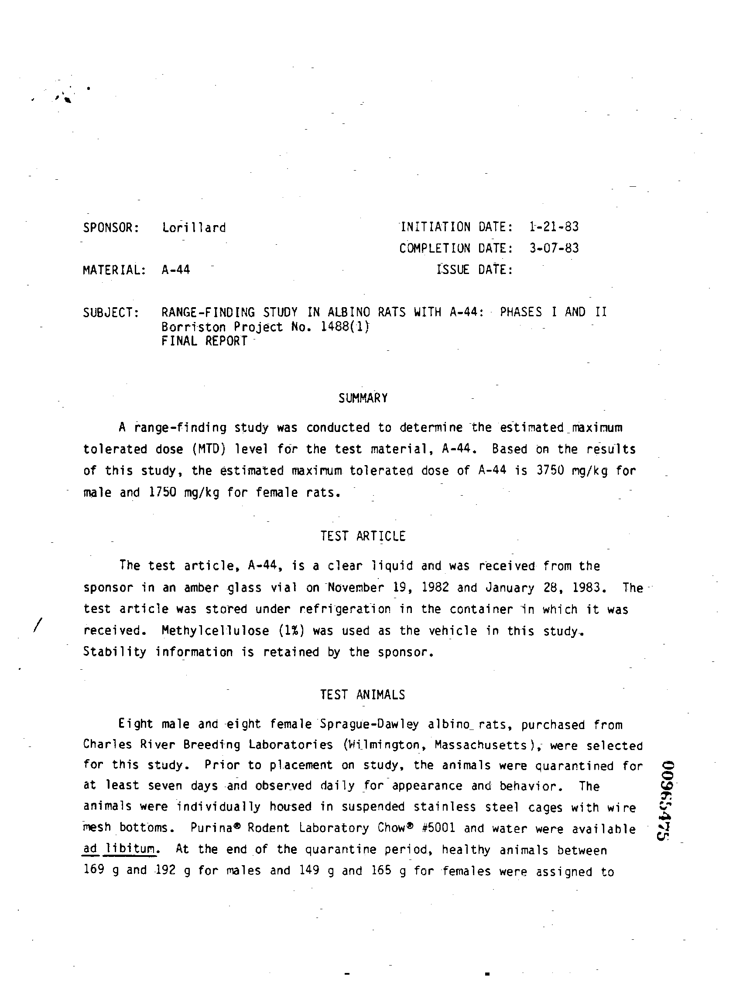 SPONSOR: Lorillard INITIATION DATE: 1-21-83
COMPLETION DATE: 3-07-83
MATERIAL: A-44 ISSUE DATE:
SUBJECT: RANGE-FINDING STUDY IN ALBINO RATS WITH A-44: PHASES I AND II
Borriston Project No. 1488(1)
FINAL REPORT
SUMMARY
A range-finding study was conducted to determine the estimated maximum
tolerated dose (MTD) level for the test material, A-44. Based on the results
of this study, the estimated maximum tolerated dose of A-44 is 3750 mg/kg for
male and 1750 mg/kg for female rats.
TEST ARTICLE
The test article, A-44, is a clear liquid and was received from the
sponsor in an amber glass vial on November 19, 1982 and January 28, 1983. The
test article was stored under refrigeration in the container in which it was
received. Methylcellulose (1%) was used as the vehicle in this study.
Stability information is retained by the sponsor.
TEST ANIMALS
Eight male and eight female Sprague-Dawley albino rats, purchased from
Charles River Breeding Laboratories (Wilmington, Massachusetts), were selected
for this study. Prior to placement on study, the animals were quarantined for
at least seven days and observed daily for appearance and behavior. The
animals were individually housed in suspended stainless steel cages with wire
mesh bottoms. Purina® Rodent Laboratory Chow® #5001 and water were available
ad libitum. At the end of the quarantine period, healthy animals between
169 g and 192 g for males and 149 g and 165 g for females were assigned to
00965475